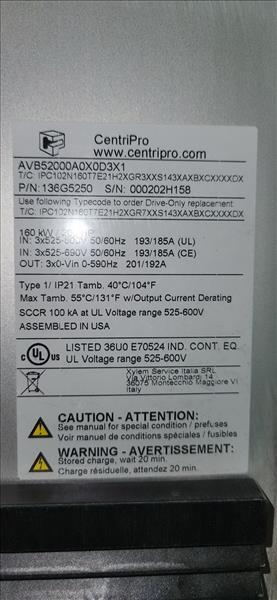 CentriPro
www.centripro.com
AVB52000A0X0D3X1
T/C: IPC102N160T7E21H2XGR3XXS143XAXBXCXXXXDX
P/N: 136G5250 S/N: 000202H158
Use following Typecode to order Drive-Only replacement:
T/C: IPC102N160T7E21H2XGR7XXS143XAXBXCXXXXDX
160 kW /
IN: 3x525-600V 50/60Hz 193/185A (UL)
IN: 3x525-690V 50/60Hz 193/185A (CE)
OUT: 3x0-Vin 0-590Hz 201/192A
Type 1/ IP21 Tamb. 40°C/104°F
Max Tamb. 55°C/131°F w/Output Current Derating
SCCR 100 kA at UL Voltage range 525-600V
ASSEMBLED IN USA
c UL US LISTED 36U0 E70524 IND. CONT. EQ.
UL Voltage range 525-600V
Xylem Service Italia SRL
Via Vittorio Lombardi 14
36075 Montecchio Maggiore VI
Italy
CAUTION - ATTENTION:
See manual for special condition / prefuses
Voir manuel de conditions spéciales / fusibles
WARNING - AVERTISSEMENT:
Stored charge, wait 20 min.
Charge résiduelle, attendez 20 min.